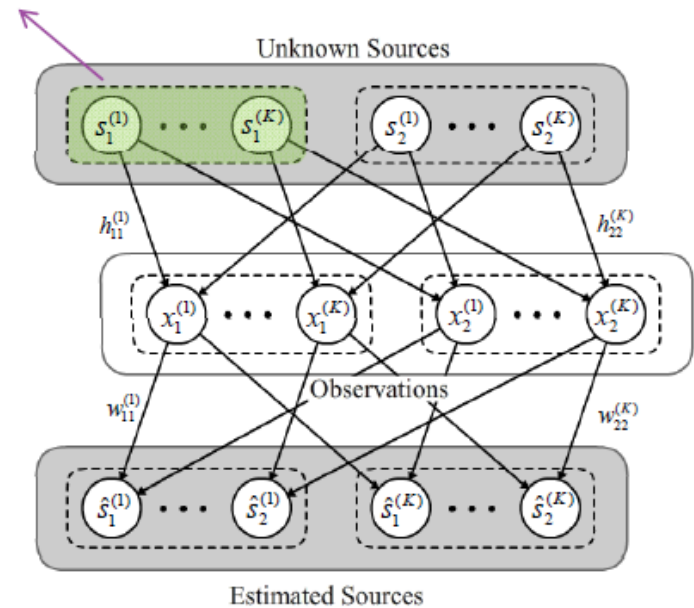 Unknown Sources
s₁⁽¹⁾ • • • s₁⁽ᴷ⁾ s₂⁽¹⁾ • • • s₂⁽ᴷ⁾
h₁₁⁽¹⁾ h₂₂⁽ᴷ⁾
x₁⁽¹⁾ • • • x₁⁽ᴷ⁾ x₂⁽¹⁾ • • • x₂⁽ᴷ⁾
Observations
w₁₁⁽¹⁾ w₂₂⁽ᴷ⁾
ŝ₁⁽¹⁾ • • • ŝ₂⁽¹⁾ ŝ₁⁽ᴷ⁾ • • • ŝ₂⁽ᴷ⁾
Estimated Sources